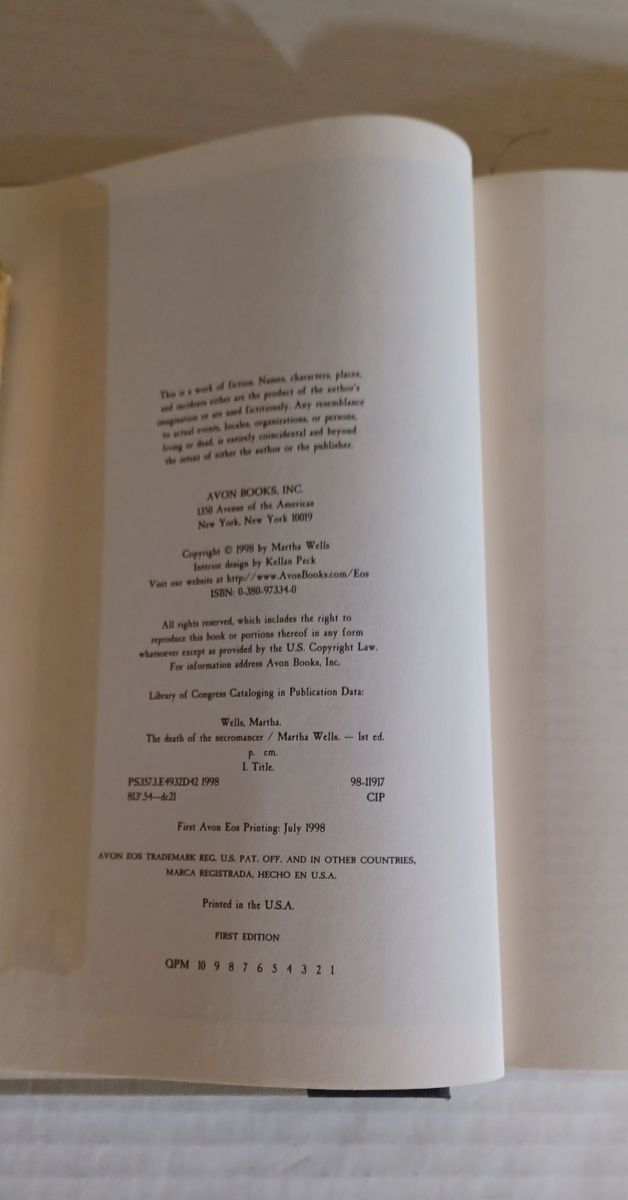 This is a work of fiction. Names, characters, places,
and incidents either are the product of the author's
imagination or are used fictitiously. Any resemblance
to actual events, locales, organizations, or persons,
living or dead, is entirely coincidental and beyond
the intent of either the author or the publisher.
AVON BOOKS, INC.
1350 Avenue of the Americas
New York, New York 10019
Copyright © 1998 by Martha Wells
Interior design by Kellan Peck
Visit our website at http://www.AvonBooks.com/Eos
ISBN: 0-380-97334-0
All rights reserved, which includes the right to
reproduce this book or portions thereof in any form
whatsoever except as provided by the U.S. Copyright Law.
For information address Avon Books, Inc.
Library of Congress Cataloging in Publication Data:
Wells, Martha.
The death of the necromancer / Martha Wells. — 1st ed.
p. cm.
I. Title.
PS3573.E4932D42 1998 98-11917
813'.54—dc21 CIP
First Avon Eos Printing: July 1998
AVON EOS TRADEMARK REG. U.S. PAT. OFF. AND IN OTHER COUNTRIES,
MARCA REGISTRADA, HECHO EN U.S.A.
Printed in the U.S.A.
FIRST EDITION
QPM 10 9 8 7 6 5 4 3 2 1